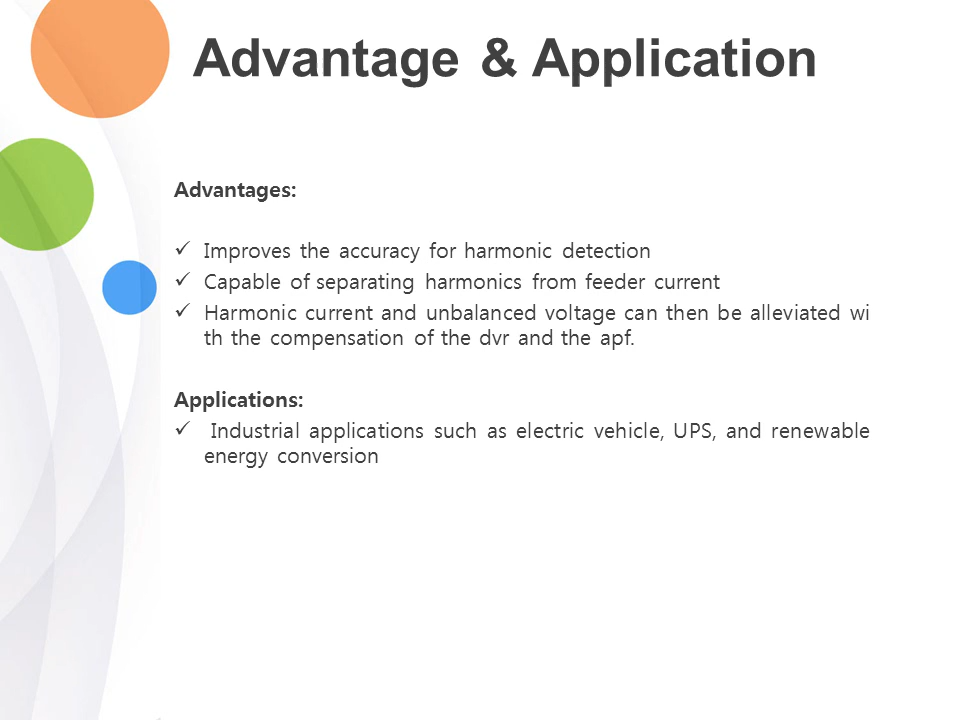 Advantage & Application
Advantages:
✓ Improves the accuracy for harmonic detection
✓ Capable of separating harmonics from feeder current
✓ Harmonic current and unbalanced voltage can then be alleviated wi
th the compensation of the dvr and the apf.
Applications:
✓ Industrial applications such as electric vehicle, UPS, and renewable
energy conversion